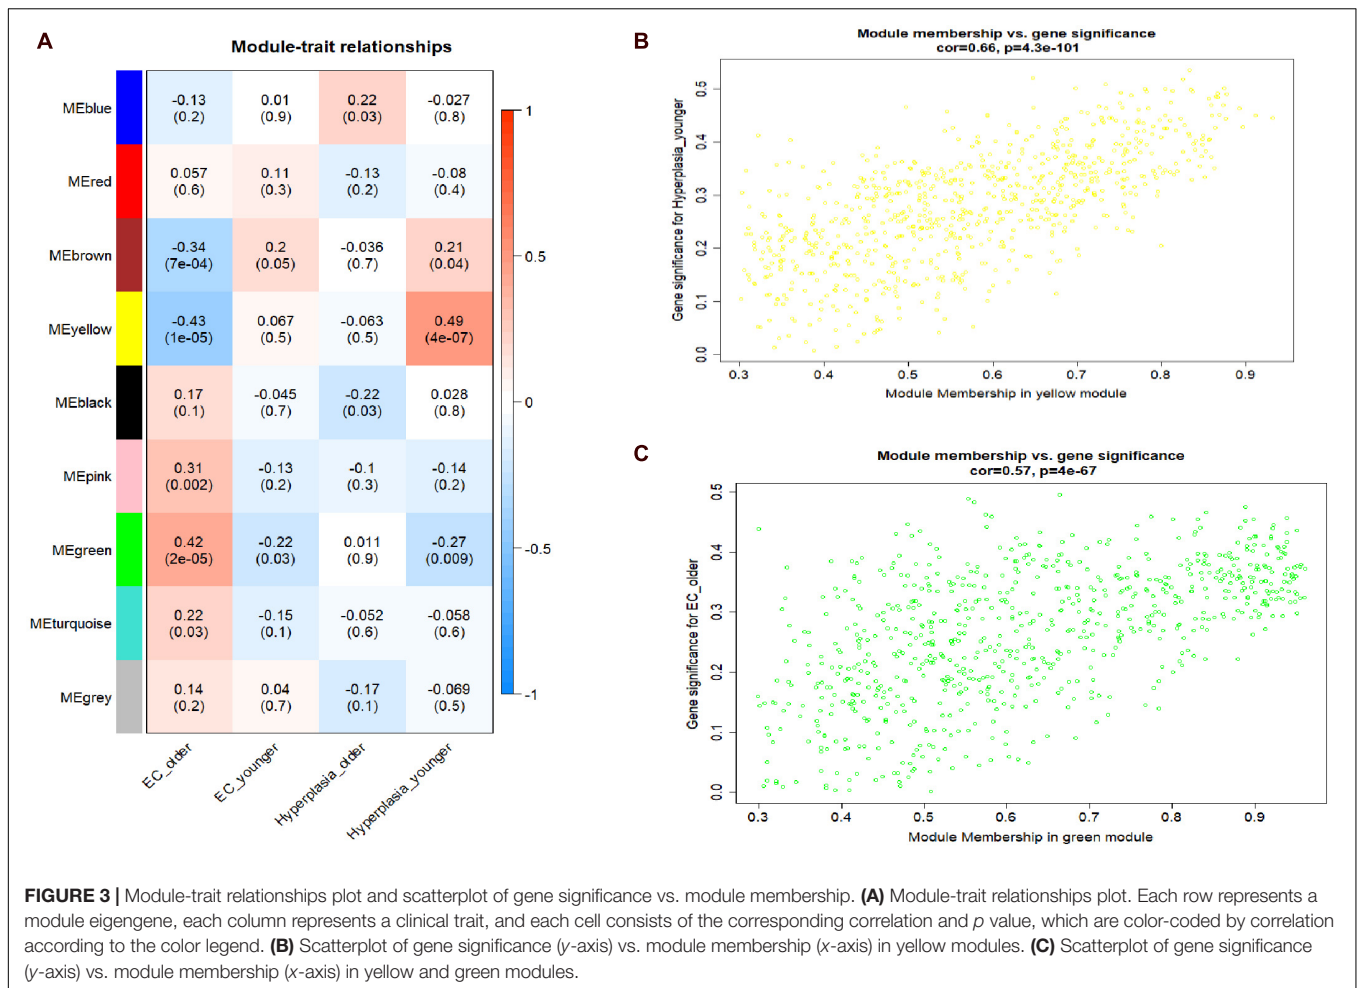 A
Module-trait relationships
MEblue
-0.13
(0.2)
0.01
(0.9)
0.22
(0.03)
-0.027
(0.8)
MEred
0.057
(0.6)
0.11
(0.3)
-0.13
(0.2)
-0.08
(0.4)
MEbrown
-0.34
(7e-04)
0.2
(0.05)
-0.036
(0.7)
0.21
(0.04)
MEyellow
-0.43
(1e-05)
0.067
(0.5)
-0.063
(0.5)
0.49
(4e-07)
MEblack
0.17
(0.1)
-0.045
(0.7)
-0.22
(0.03)
0.028
(0.8)
MEpink
0.31
(0.002)
-0.13
(0.2)
-0.1
(0.3)
-0.14
(0.2)
MEgreen
0.42
(2e-05)
-0.22
(0.03)
0.011
(0.9)
-0.27
(0.009)
MEturquoise
0.22
(0.03)
-0.15
(0.1)
-0.052
(0.6)
-0.058
(0.6)
MEgrey
0.14
(0.2)
0.04
(0.7)
-0.17
(0.1)
-0.069
(0.5)
EC_older
EC_younger
Hyperplasia_older
Hyperplasia_younger
1
0.5
0
-0.5
-1
B
Module membership vs. gene significance
cor=0.66, p=4.3e-101
Gene significance for Hyperplasia_younger
0.5
0.4
0.3
0.2
0.1
0.0
0.3 0.4 0.5 0.6 0.7 0.8 0.9
Module Membership in yellow module
C
Module membership vs. gene significance
cor=0.57, p=4e-67
Gene significance for EC_older
0.5
0.4
0.3
0.2
0.1
0.0
0.3 0.4 0.5 0.6 0.7 0.8 0.9
Module Membership in green module
FIGURE 3 | Module-trait relationships plot and scatterplot of gene significance vs. module membership. (A) Module-trait relationships plot. Each row represents a
module eigengene, each column represents a clinical trait, and each cell consists of the corresponding correlation and p value, which are color-coded by correlation
according to the color legend. (B) Scatterplot of gene significance (y-axis) vs. module membership (x-axis) in yellow modules. (C) Scatterplot of gene significance
(y-axis) vs. module membership (x-axis) in yellow and green modules.